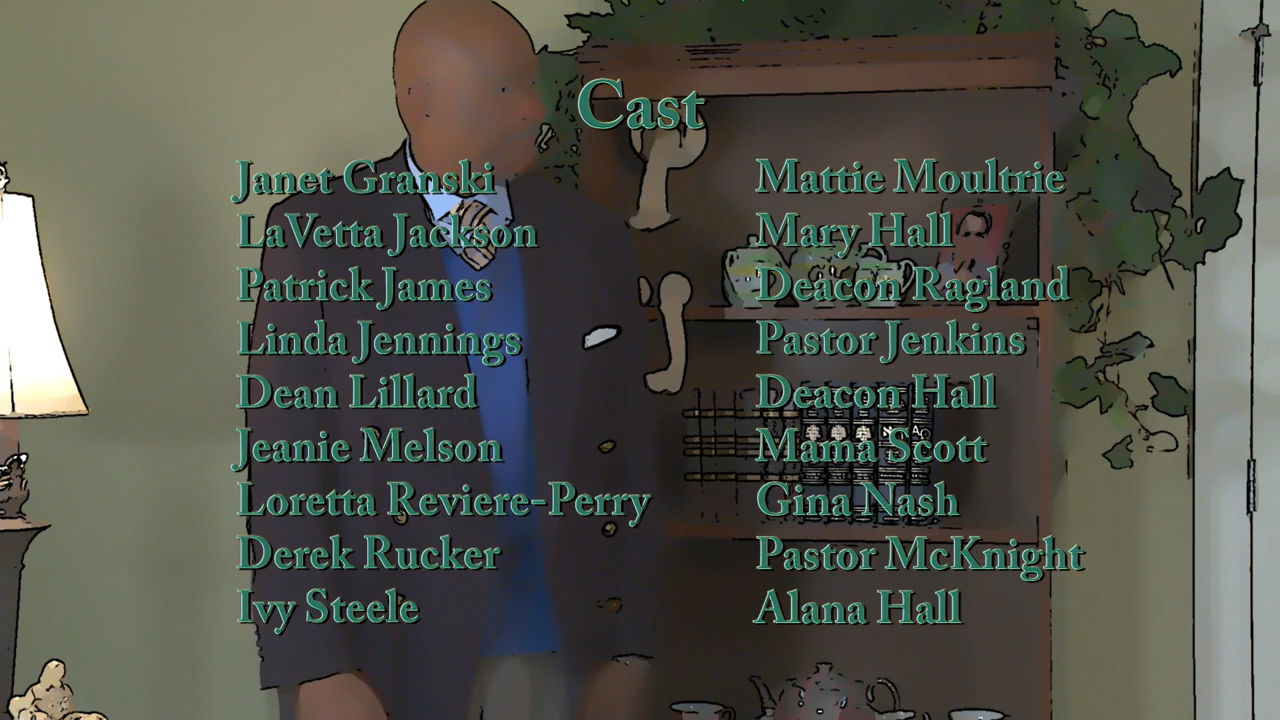 Cast
Janet Granski Mattie Moultrie
LaVetta Jackson Mary Hall
Patrick James Deacon Ragland
Linda Jennings Pastor Jenkins
Dean Lillard Deacon Hall
Jeanie Melson Mama Scott
Loretta Reviere-Perry Gina Nash
Derek Rucker Pastor McKnight
Ivy Steele Alana Hall